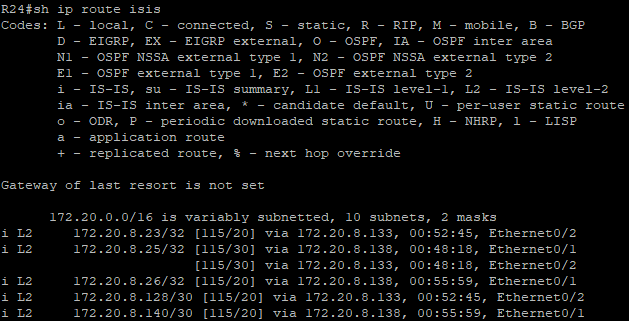 R24#sh ip route isis
Codes: L - local, C - connected, S - static, R - RIP, M - mobile, B - BGP
       D - EIGRP, EX - EIGRP external, O - OSPF, IA - OSPF inter area
       N1 - OSPF NSSA external type 1, N2 - OSPF NSSA external type 2
       E1 - OSPF external type 1, E2 - OSPF external type 2
       i - IS-IS, su - IS-IS summary, L1 - IS-IS level-1, L2 - IS-IS level-2
       ia - IS-IS inter area, * - candidate default, U - per-user static route
       o - ODR, P - periodic downloaded static route, H - NHRP, l - LISP
       a - application route
       + - replicated route, % - next hop override
Gateway of last resort is not set
      172.20.0.0/16 is variably subnetted, 10 subnets, 2 masks
i L2     172.20.8.23/32 [115/20] via 172.20.8.133, 00:52:45, Ethernet0/2
i L2     172.20.8.25/32 [115/30] via 172.20.8.138, 00:48:18, Ethernet0/1
                        [115/30] via 172.20.8.133, 00:48:18, Ethernet0/2
i L2     172.20.8.26/32 [115/20] via 172.20.8.138, 00:55:59, Ethernet0/1
i L2     172.20.8.128/30 [115/20] via 172.20.8.133, 00:52:45, Ethernet0/2
i L2     172.20.8.140/30 [115/20] via 172.20.8.138, 00:55:59, Ethernet0/1